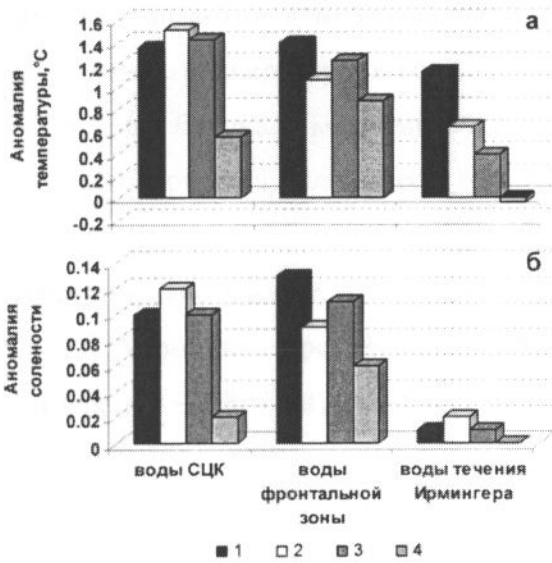 а
Аномалия
температуры,°С
1.6
1.4
1.2
1
0.8
0.6
0.4
0.2
0
-0.2
б
Аномалия
солености
0.14
0.12
0.1
0.08
0.06
0.04
0.02
0
воды СЦК
воды
фронтальной
зоны
воды течения
Ирмингера
1 2 3 4